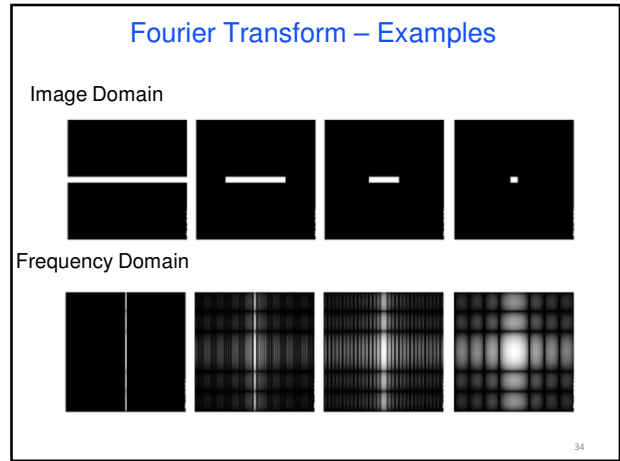 Fourier Transform – Examples
Image Domain
Frequency Domain
34